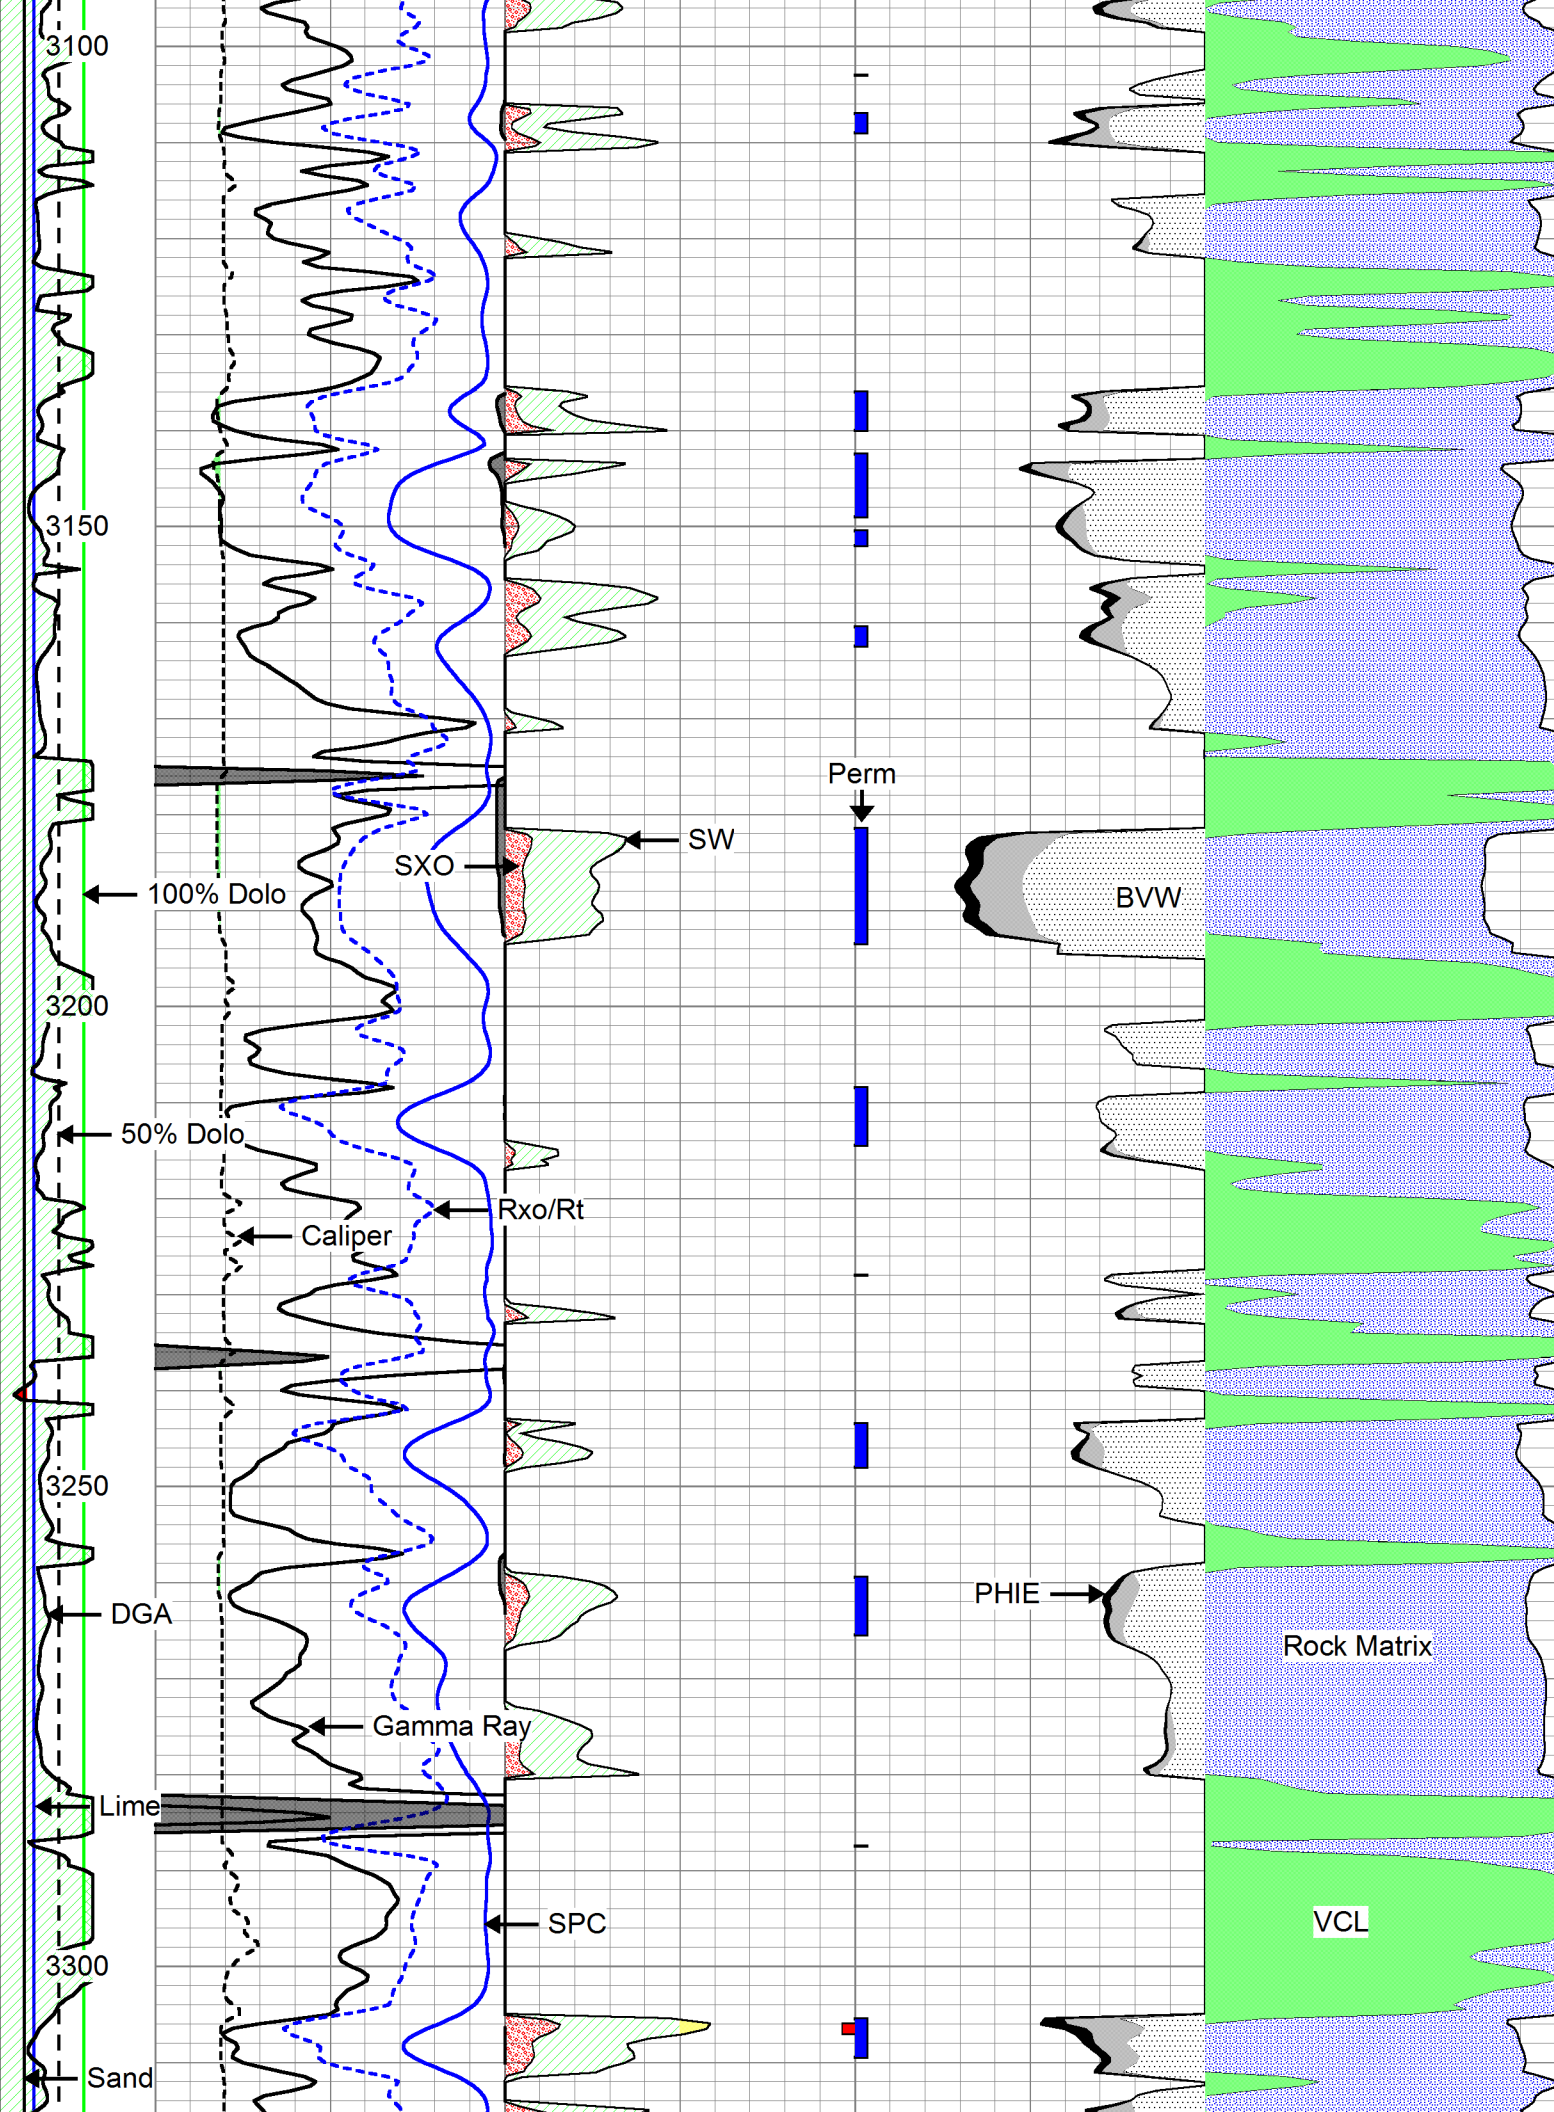 3100
3150
Perm
SW
SXO
100% Dolo
BVW
3200
50% Dolo
Rxo/Rt
Caliper
3250
PHIE
DGA
Rock Matrix
Gamma Ray
Lime
VCL
SPC
3300
Sand